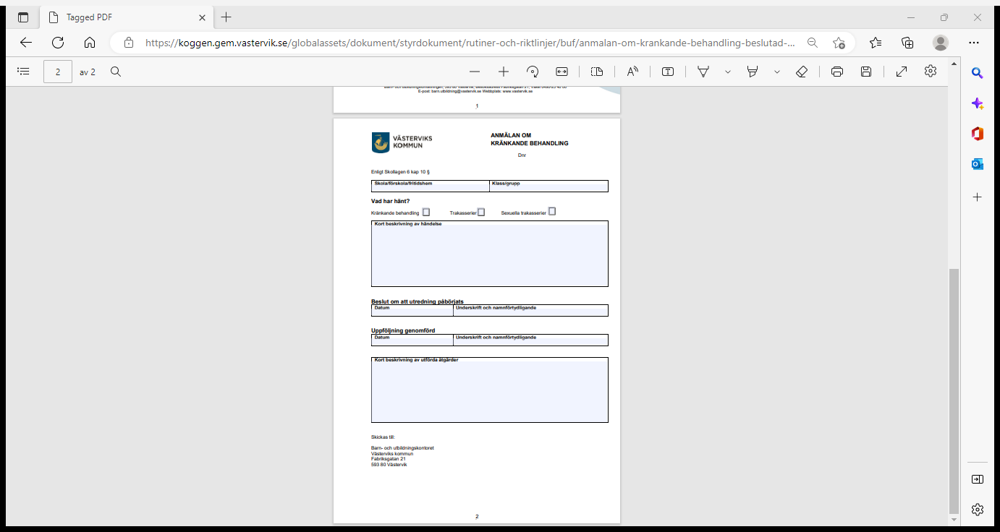 Tagged PDF
https://koggen.gem.vastervik.se/globalassets/dokument/styrdokument/rutiner-och-riktlinjer/buf/anmalan-om-krankande-behandling-beslutad-...
2 av 2
E-post: barn.utbildning@vastervik.se Webbplats: www.vastervik.se
1
VÄSTERVIKS
KOMMUN
ANMÄLAN OM
KRÄNKANDE BEHANDLING
Dnr
Enligt Skollagen 6 kap 10 §
Skola/förskola/fritidshem Klass/grupp
Vad har hänt?
Kränkande behandling Trakasserier Sexuella trakasserier
Kort beskrivning av händelse
Beslut om att utredning påbörjats
Datum Underskrift och namnförtydligande
Uppföljning genomförd
Datum Underskrift och namnförtydligande
Kort beskrivning av utförda åtgärder
Skickas till:
Barn- och utbildningskontoret
Västerviks kommun
Fabriksgatan 21
593 80 Västervik
2